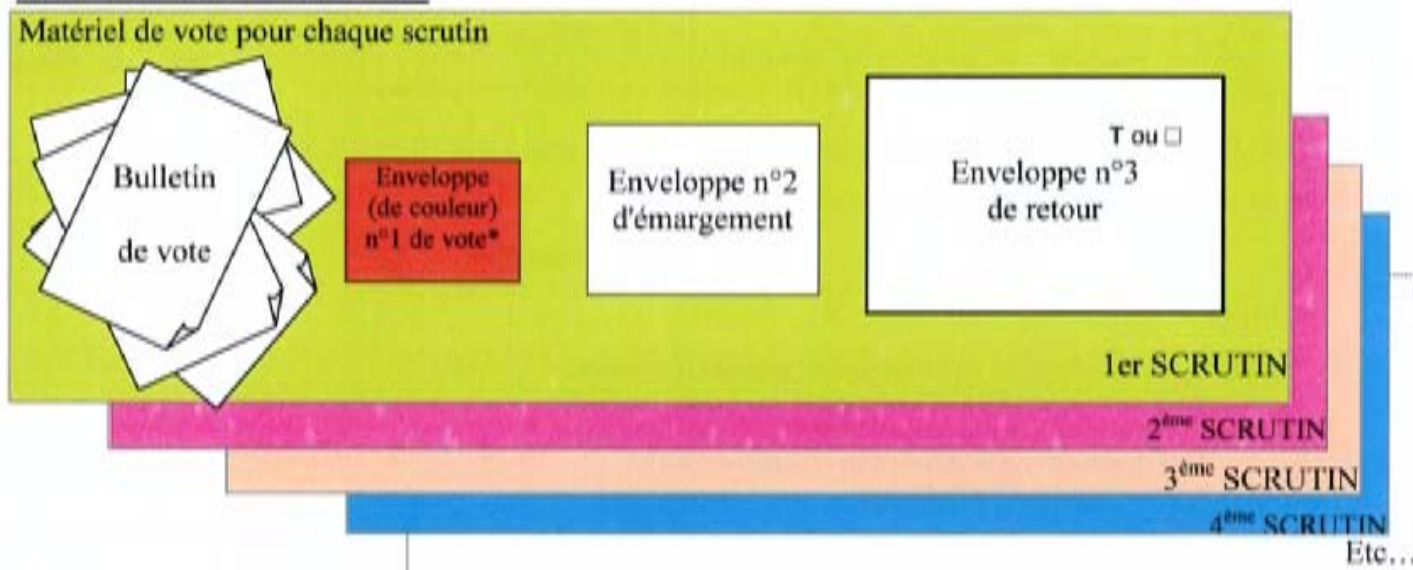 Matériel de vote pour chaque scrutin
Bulletin
de vote
Enveloppe
(de couleur)
n°1 de vote*
Enveloppe n°2
d'émargement
T ou □
Enveloppe n°3
de retour
1er SCRUTIN
2ème SCRUTIN
3ème SCRUTIN
4ème SCRUTIN
Etc...